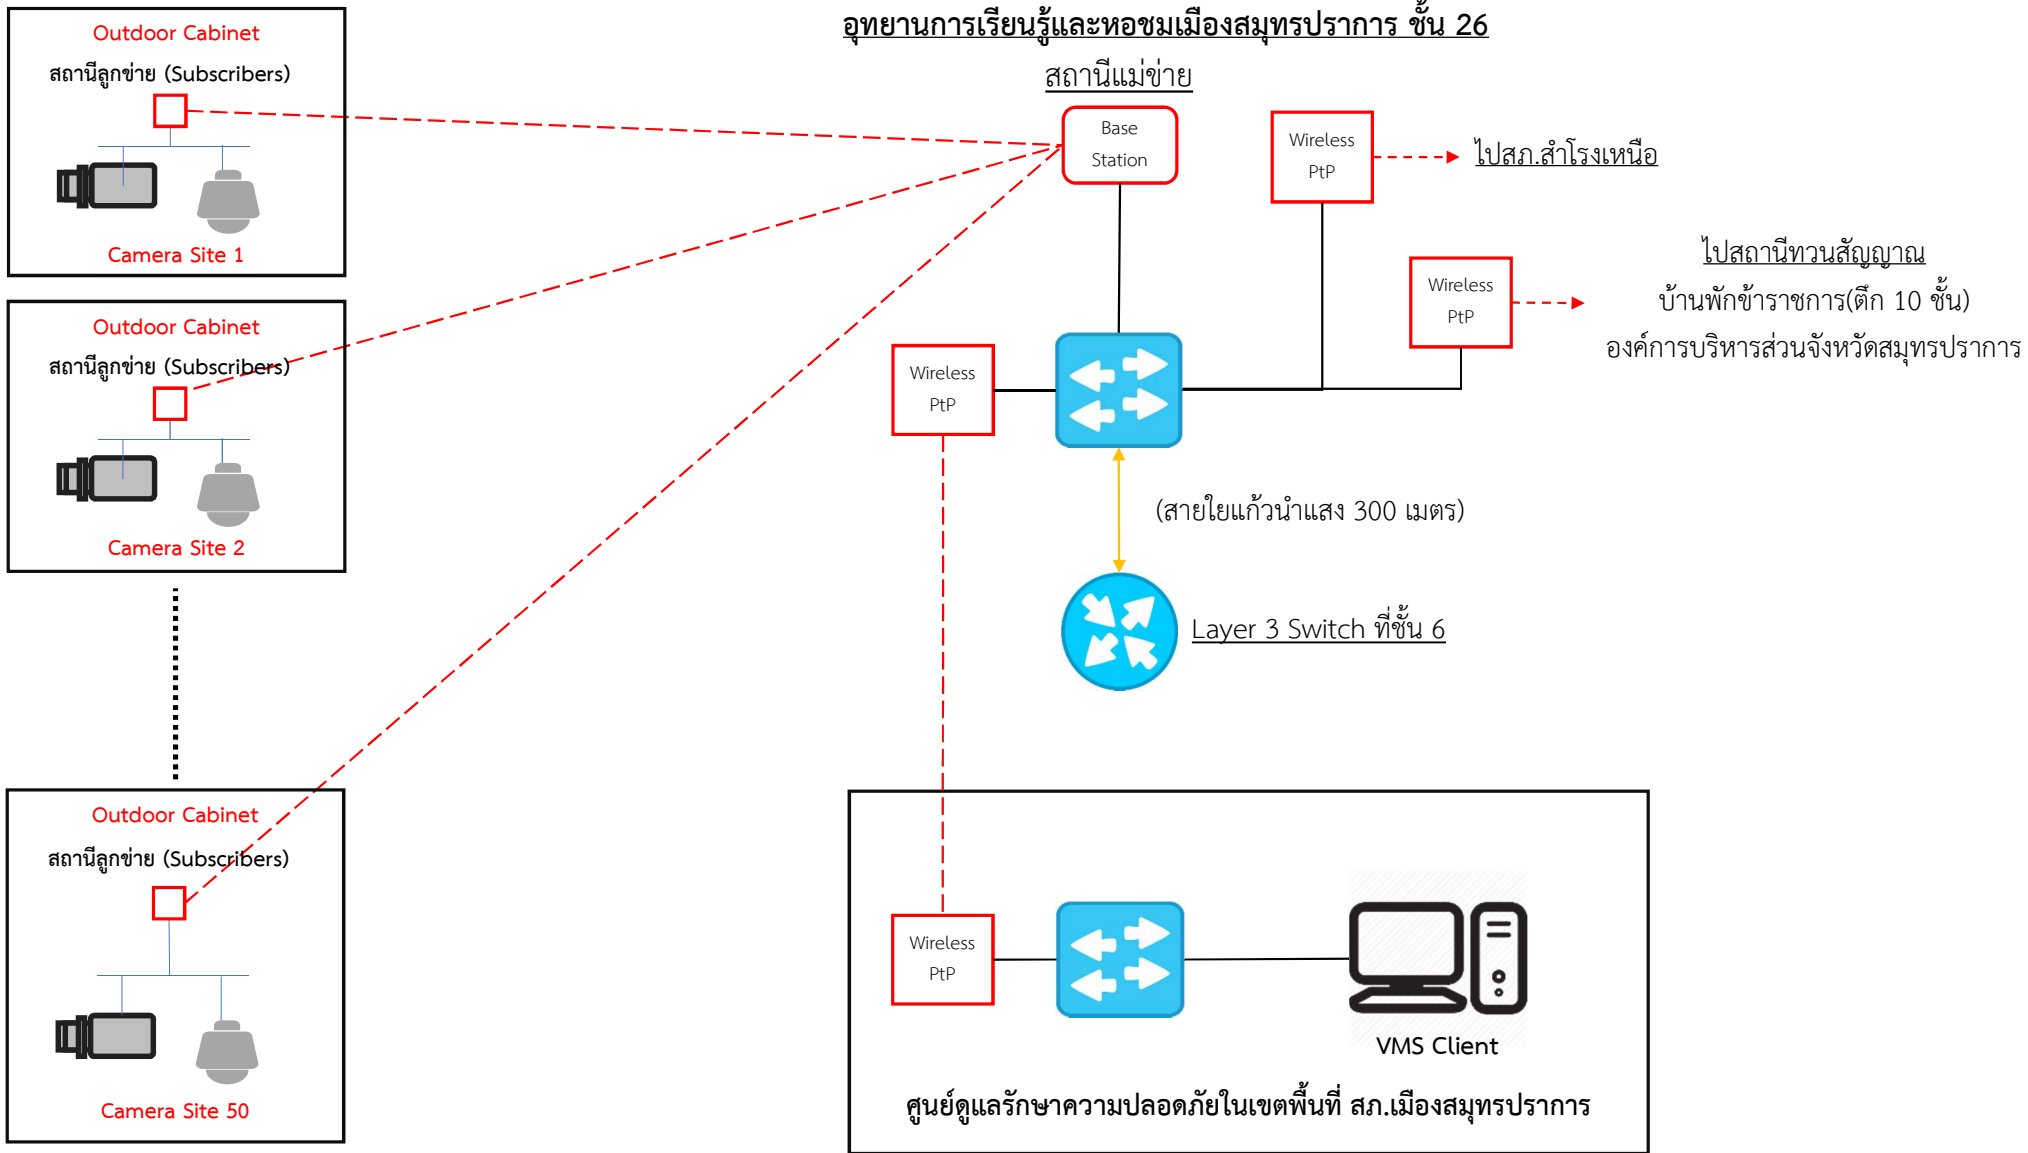 อุทยานการเรียนรู้และหอชมเมืองสมุทรปราการ ชั้น 26
สถานีแม่ข่าย
Outdoor Cabinet
สถานีลูกข่าย (Subscribers)
Camera Site 1
Base
Station
Wireless
PtP
ไปสภ.สำโรงเหนือ
Wireless
PtP
ไปสถานีทวนสัญญาณ
บ้านพักข้าราชการ(ตึก 10 ชั้น)
องค์การบริหารส่วนจังหวัดสมุทรปราการ
Outdoor Cabinet
สถานีลูกข่าย (Subscribers)
Camera Site 2
Wireless
PtP
(สายใยแก้วนำแสง 300 เมตร)
Layer 3 Switch ที่ชั้น 6
Outdoor Cabinet
สถานีลูกข่าย (Subscribers)
Camera Site 50
Wireless
PtP
VMS Client
ศูนย์ดูแลรักษาความปลอดภัยในเขตพื้นที่ สภ.เมืองสมุทรปราการ